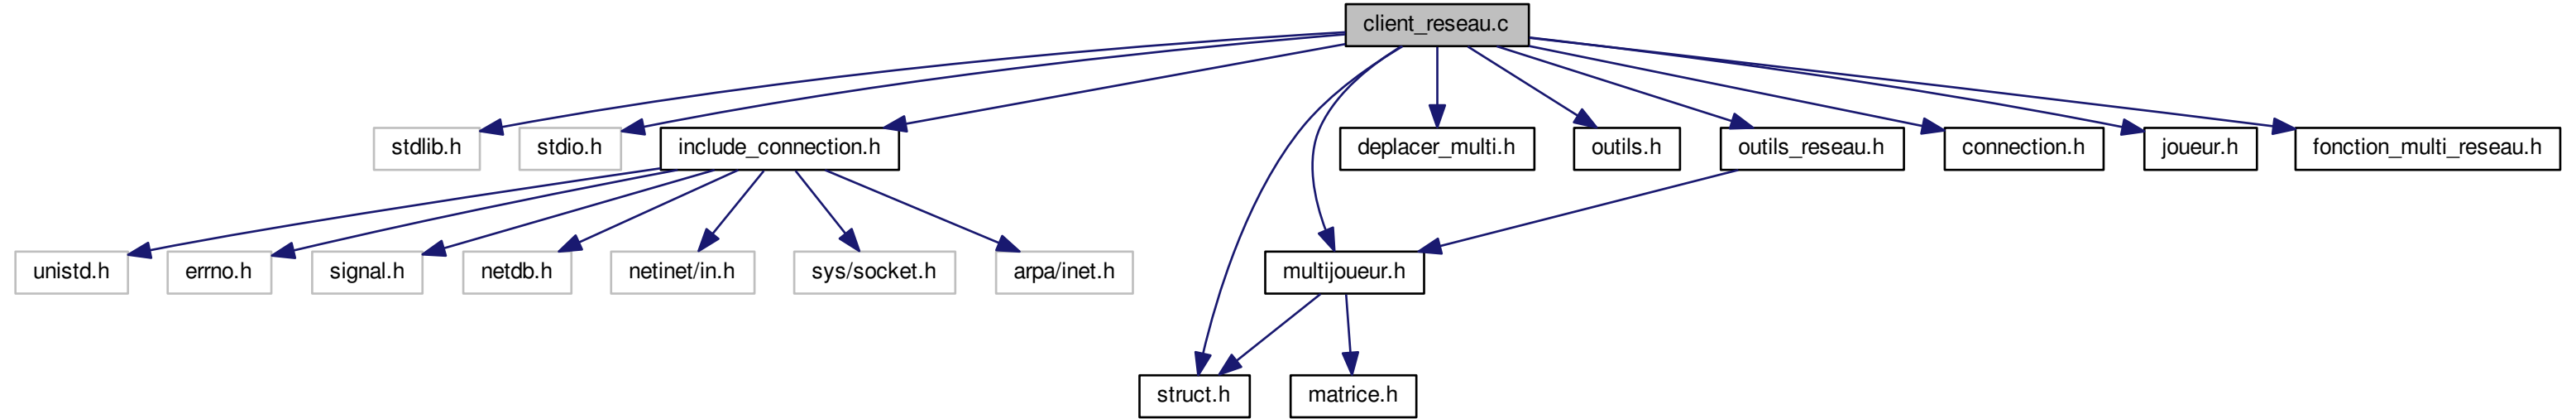 client_reseau.c
stdlib.h
stdio.h
include_connection.h
deplacer_multi.h
outils.h
outils_reseau.h
connection.h
joueur.h
fonction_multi_reseau.h
unistd.h
errno.h
signal.h
netdb.h
netinet/in.h
sys/socket.h
arpa/inet.h
multijoueur.h
struct.h
matrice.h